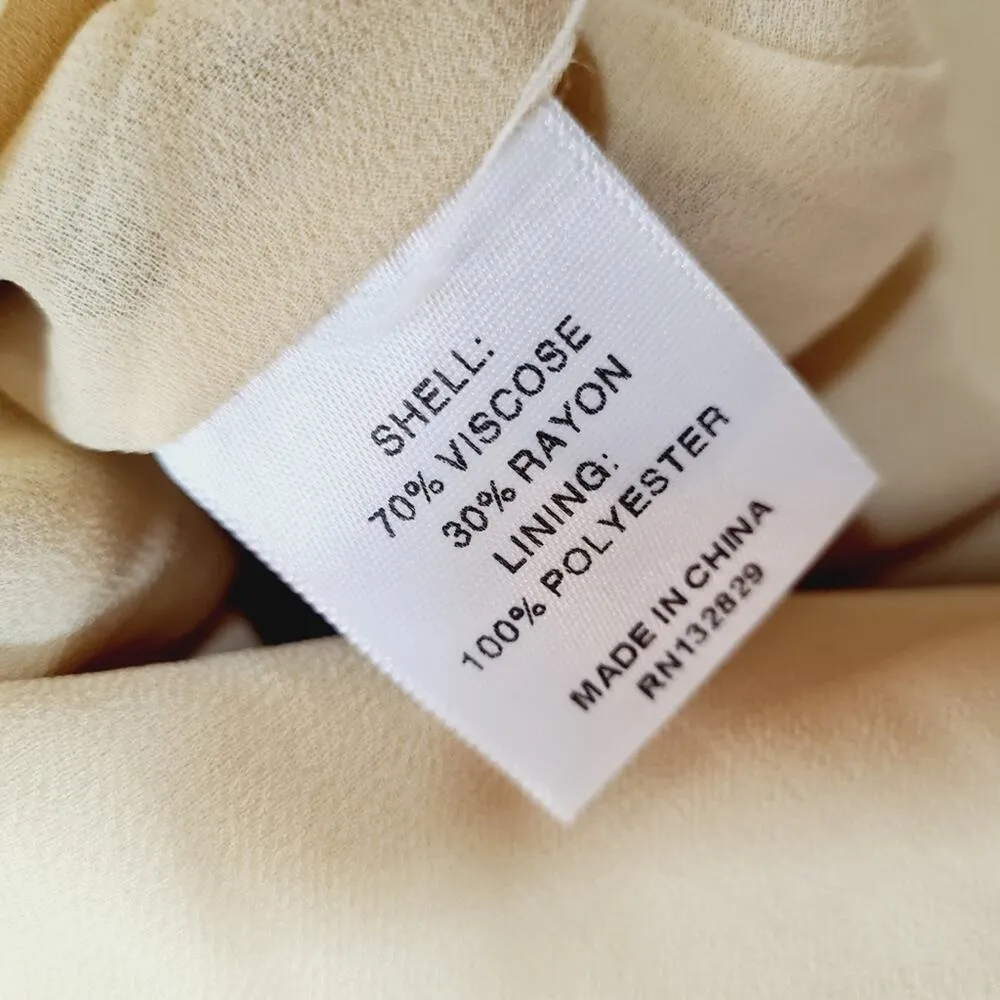 SHELL:
70% VISCOSE
30% RAYON
LINING:
100% POLYESTER
MADE IN CHINA
RN132829